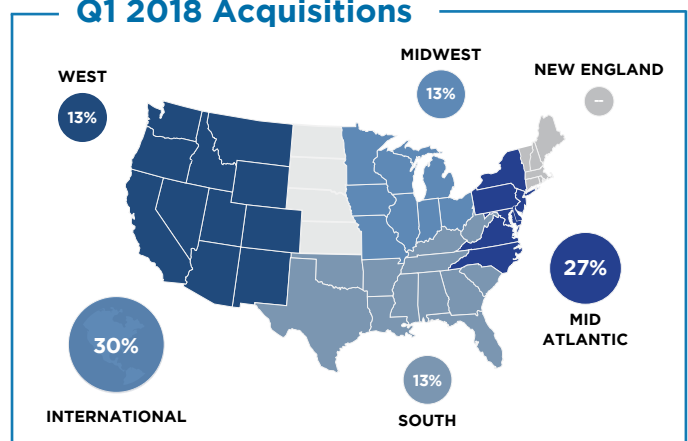 Q1 2018 Acquisitions
MIDWEST
13%
NEW ENGLAND
–
WEST
13%
27%
MID
ATLANTIC
30%
INTERNATIONAL
13%
SOUTH